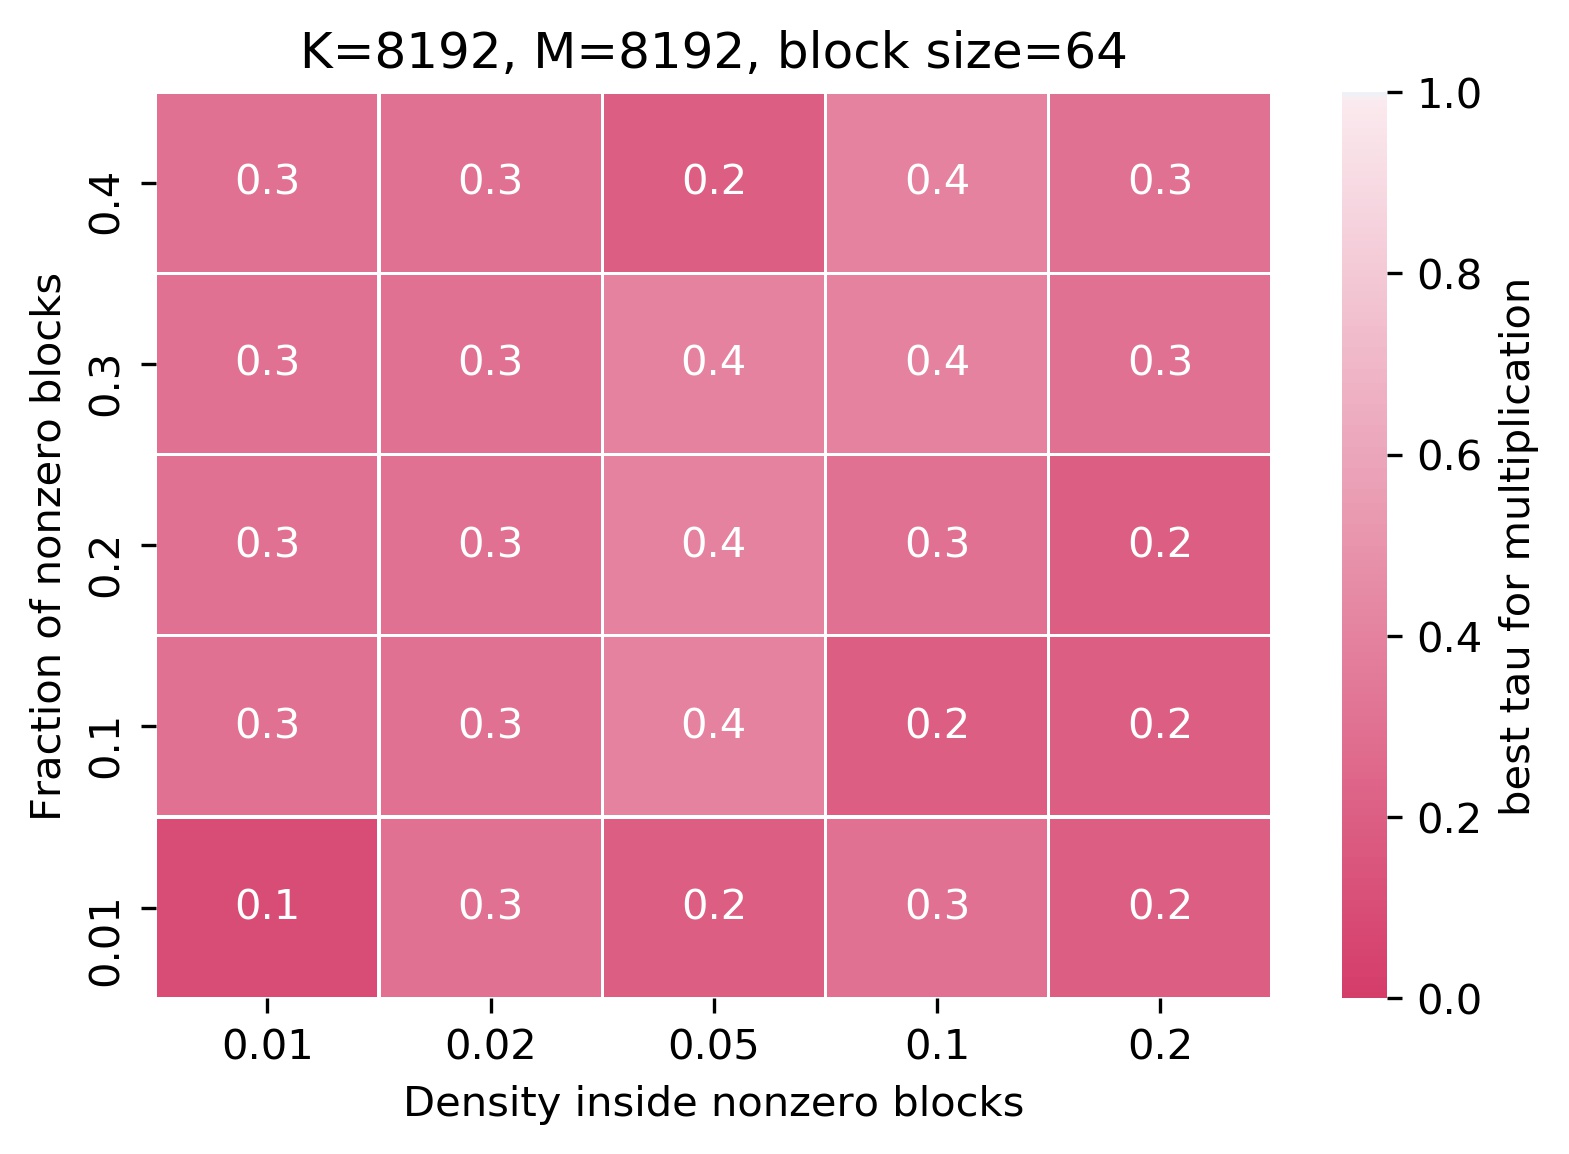 K=8192, M=8192, block size=64
Fraction of nonzero blocks
0.4
0.3
0.2
0.1
0.01
0.3 0.3 0.2 0.4 0.3
0.3 0.3 0.4 0.4 0.3
0.3 0.3 0.4 0.3 0.2
0.3 0.3 0.4 0.2 0.2
0.1 0.3 0.2 0.3 0.2
0.01 0.02 0.05 0.1 0.2
Density inside nonzero blocks
1.0
0.8
0.6
0.4
0.2
0.0
best tau for multiplication